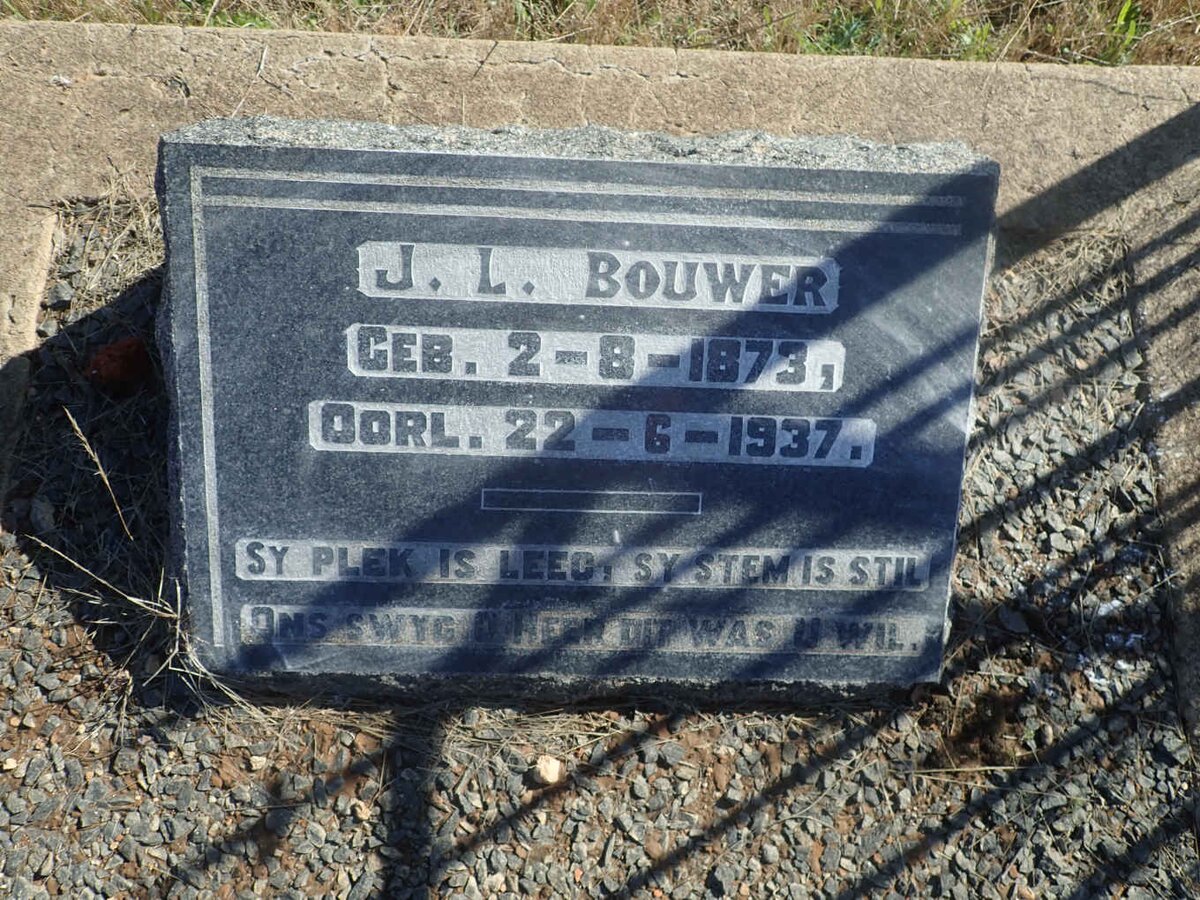 J. L. BOUWER
GEB. 2-8-1873,
OORL. 22-6-1937.
SY PLEK IS LEEG, SY STEM IS STIL
ONS SWYG O HEER DIT WAS U WIL.